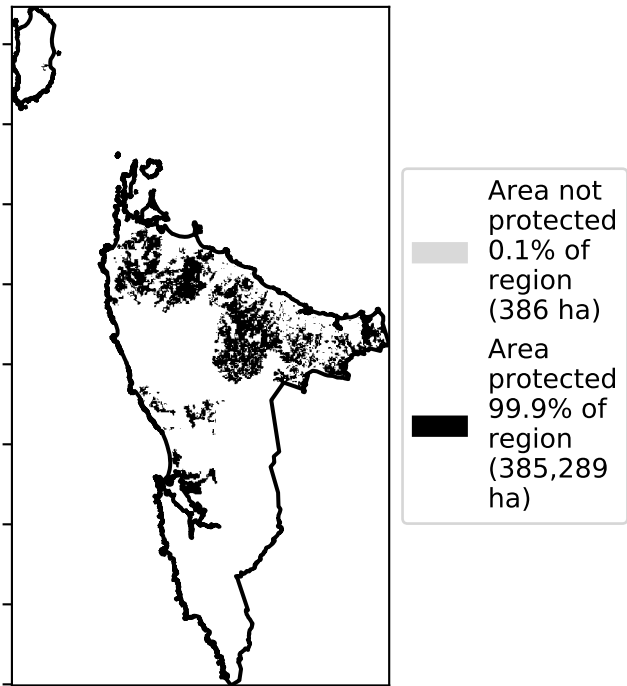 Area not
protected
0.1% of
region
(386 ha)
Area
protected
99.9% of
region
(385,289
ha)